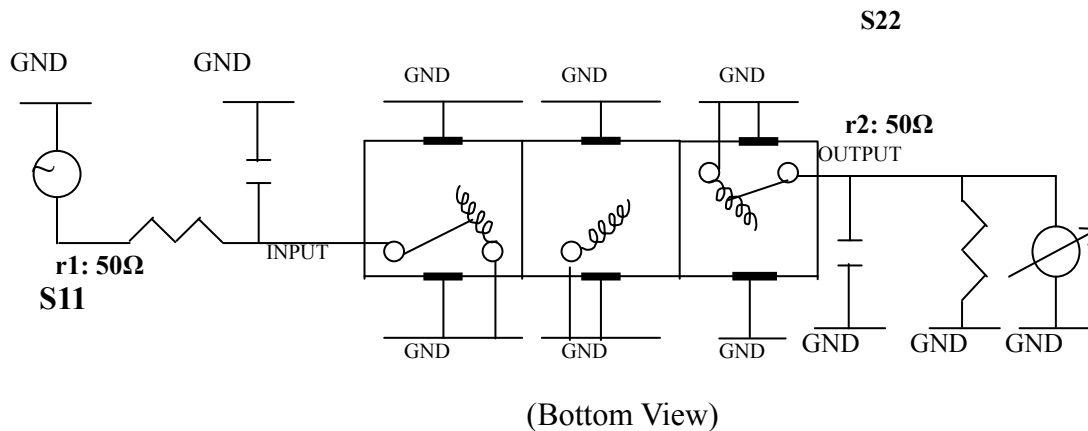 S22
GND
GND
GND
GND
GND
r2: 50Ω
OUTPUT
INPUT
r1: 50Ω
S11
GND
GND
GND
GND
GND
GND
(Bottom View)